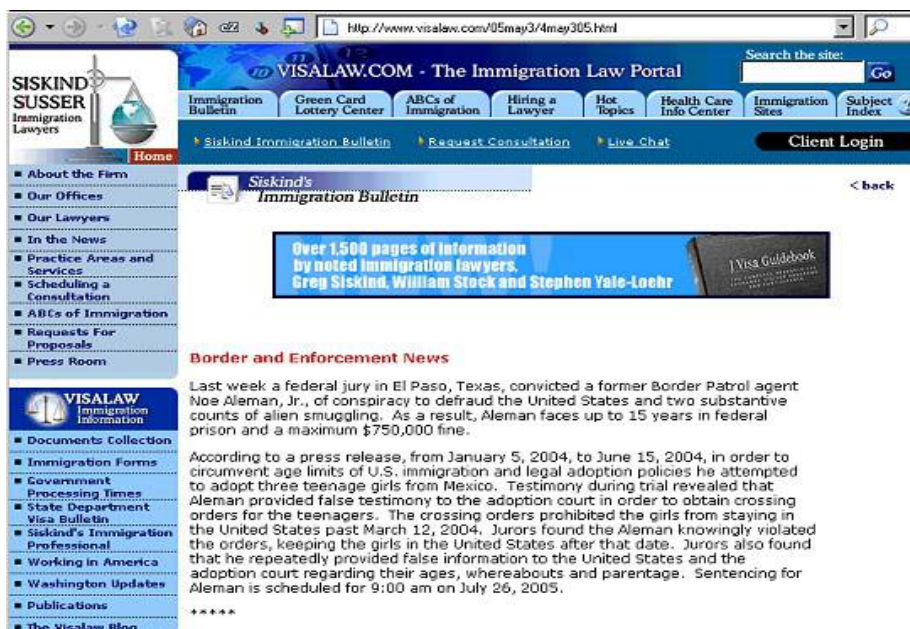 http://www.visalaw.com/05may3/4may305.html
SISKIND
SUSSER
Immigration
Lawyers
Home
VISALAW.COM - The Immigration Law Portal
Search the site:
Go
Immigration Bulletin
Green Card Lottery Center
ABCs of Immigration
Hiring a Lawyer
Hot Topics
Health Care Info Center
Immigration Sites
Subject Index
Siskind Immigration Bulletin
Request Consultation
Live Chat
Client Login
About the Firm
Our Offices
Our Lawyers
In the News
Practice Areas and
Services
Scheduling a
Consultation
ABCs of Immigration
Requests For
Proposals
Press Room
VISALAW
Immigration
Information
Documents Collection
Immigration Forms
Government
Processing Times
State Department
Visa Bulletin
Siskind's Immigration
Professional
Working in America
Washington Updates
Publications
The Visalaw Blog
Siskind's
Immigration Bulletin
< back
Over 1,500 pages of information
by noted immigration lawyers,
Greg Siskind, William Stock and Stephen Yale-Loehr
J Visa Guidebook
Border and Enforcement News
Last week a federal jury in El Paso, Texas, convicted a former Border Patrol agent
Noe Aleman, Jr., of conspiracy to defraud the United States and two substantive
counts of alien smuggling. As a result, Aleman faces up to 15 years in federal
prison and a maximum $750,000 fine.
According to a press release, from January 5, 2004, to June 15, 2004, in order to
circumvent age limits of U.S. immigration and legal adoption policies he attempted
to adopt three teenage girls from Mexico. Testimony during trial revealed that
Aleman provided false testimony to the adoption court in order to obtain crossing
orders for the teenagers. The crossing orders prohibited the girls from staying in
the United States past March 12, 2004. Jurors found the Aleman knowingly violated
the orders, keeping the girls in the United States after that date. Jurors also found
that he repeatedly provided false information to the United States and the
adoption court regarding their ages, whereabouts and parentage. Sentencing for
Aleman is scheduled for 9:00 am on July 26, 2005.
*****